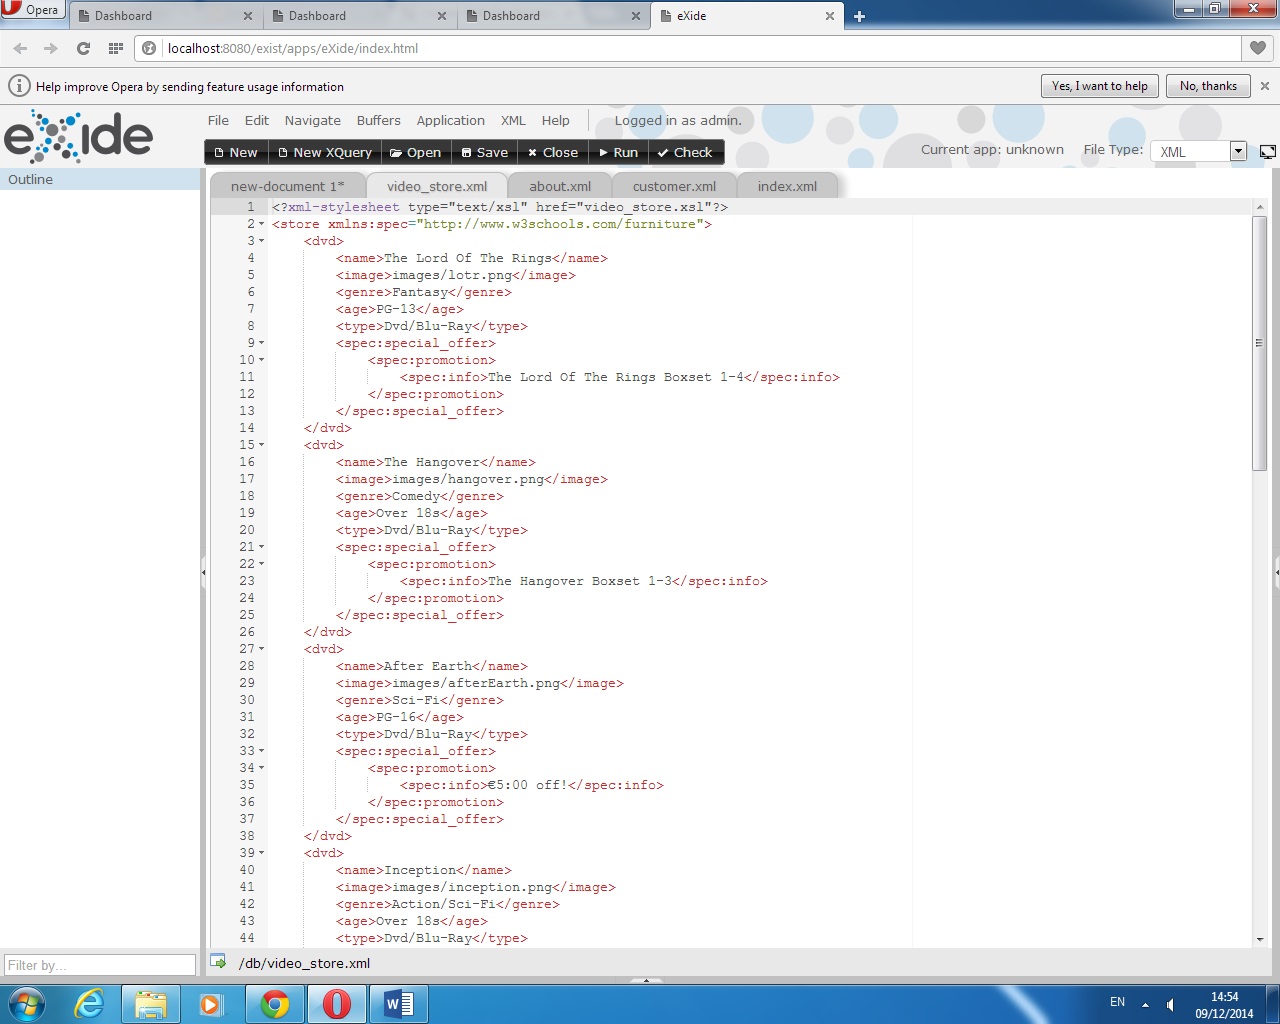 Opera
Dashboard
Dashboard
Dashboard
eXide
localhost:8080/exist/apps/eXide/index.html
Help improve Opera by sending feature usage information
Yes, I want to help
No, thanks
eXide
File Edit Navigate Buffers Application XML Help Logged in as admin.
New New XQuery Open Save Close Run Check
Current app: unknown File Type: XML
Outline
new-document 1* video_store.xml about.xml customer.xml index.xml
1 <?xml-stylesheet type="text/xsl" href="video_store.xsl"?>
2 <store xmlns:spec="http://www.w3schools.com/furniture">
3 <dvd>
4 <name>The Lord Of The Rings</name>
5 <image>images/lotr.png</image>
6 <genre>Fantasy</genre>
7 <age>PG-13</age>
8 <type>Dvd/Blu-Ray</type>
9 <spec:special_offer>
10 <spec:promotion>
11 <spec:info>The Lord Of The Rings Boxset 1-4</spec:info>
12 </spec:promotion>
13 </spec:special_offer>
14 </dvd>
15 <dvd>
16 <name>The Hangover</name>
17 <image>images/hangover.png</image>
18 <genre>Comedy</genre>
19 <age>Over 18s</age>
20 <type>Dvd/Blu-Ray</type>
21 <spec:special_offer>
22 <spec:promotion>
23 <spec:info>The Hangover Boxset 1-3</spec:info>
24 </spec:promotion>
25 </spec:special_offer>
26 </dvd>
27 <dvd>
28 <name>After Earth</name>
29 <image>images/afterEarth.png</image>
30 <genre>Sci-Fi</genre>
31 <age>PG-16</age>
32 <type>Dvd/Blu-Ray</type>
33 <spec:special_offer>
34 <spec:promotion>
35 <spec:info>€5:00 off!</spec:info>
36 </spec:promotion>
37 </spec:special_offer>
38 </dvd>
39 <dvd>
40 <name>Inception</name>
41 <image>images/inception.png</image>
42 <genre>Action/Sci-Fi</genre>
43 <age>Over 18s</age>
44 <type>Dvd/Blu-Ray</type>
Filter by...
/db/video_store.xml
EN
14:54
09/12/2014